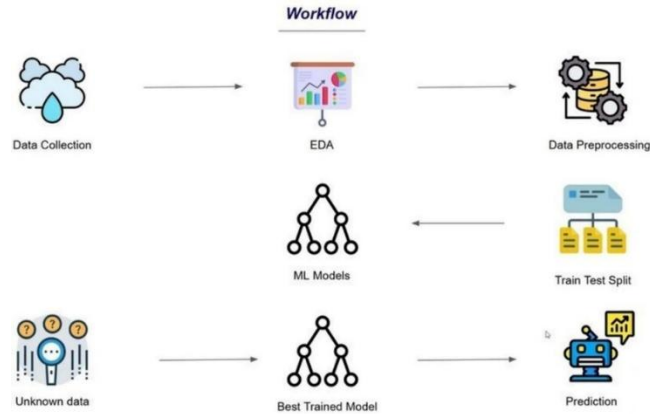 Workflow
Data Collection
EDA
Data Preprocessing
ML Models
Train Test Split
Unknown data
Best Trained Model
Prediction